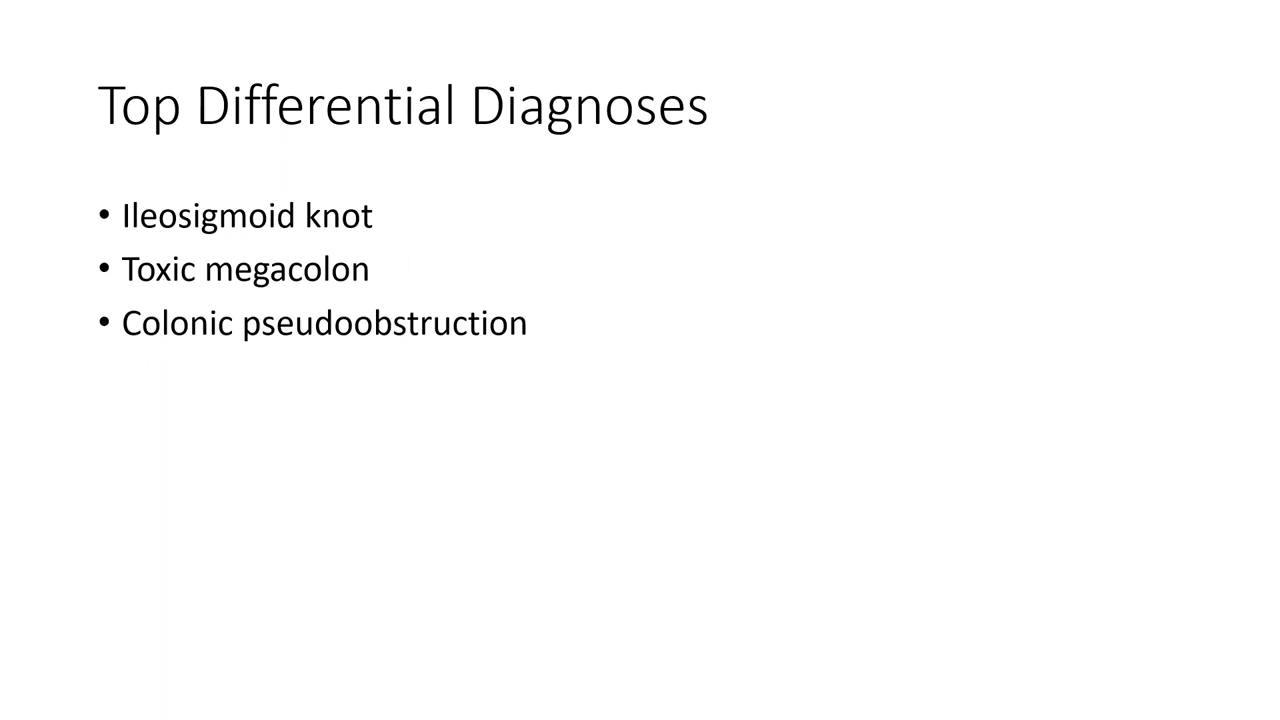 Top Differential Diagnoses
• Ileosigmoid knot
• Toxic megacolon
• Colonic pseudoobstruction